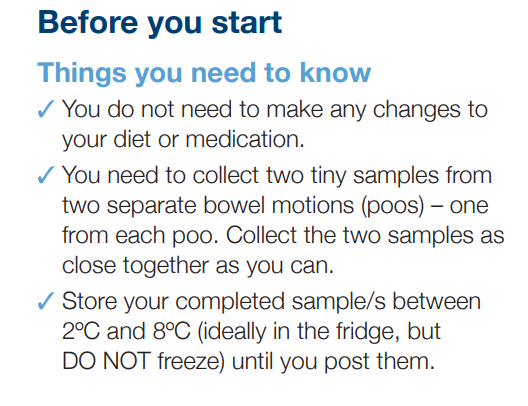 Before you start
Things you need to know
✓ You do not need to make any changes to
your diet or medication.
✓ You need to collect two tiny samples from
two separate bowel motions (poos) – one
from each poo. Collect the two samples as
close together as you can.
✓ Store your completed sample/s between
2ºC and 8ºC (ideally in the fridge, but
DO NOT freeze) until you post them.